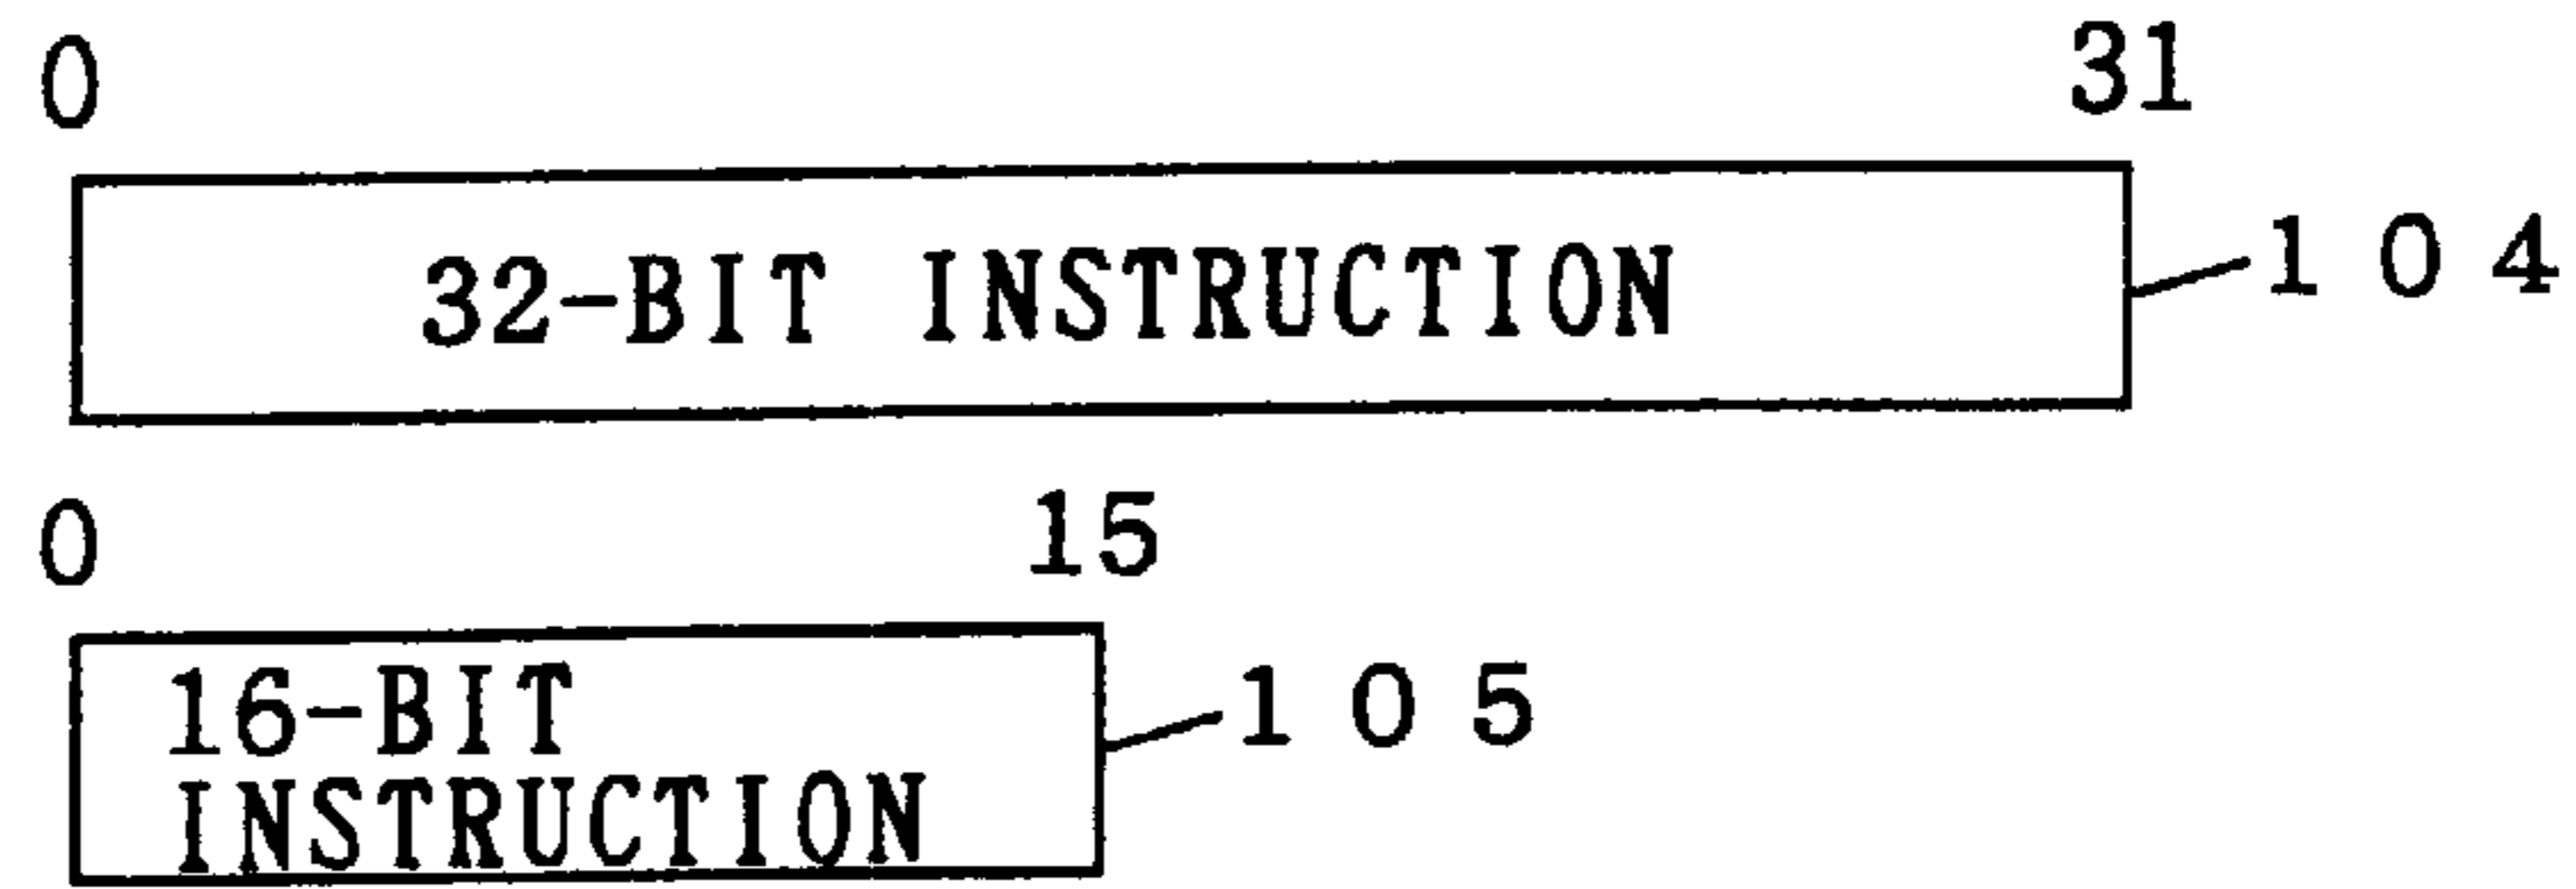 0 31
32-BIT INSTRUCTION 104
0 15
16-BIT 105
INSTRUCTION